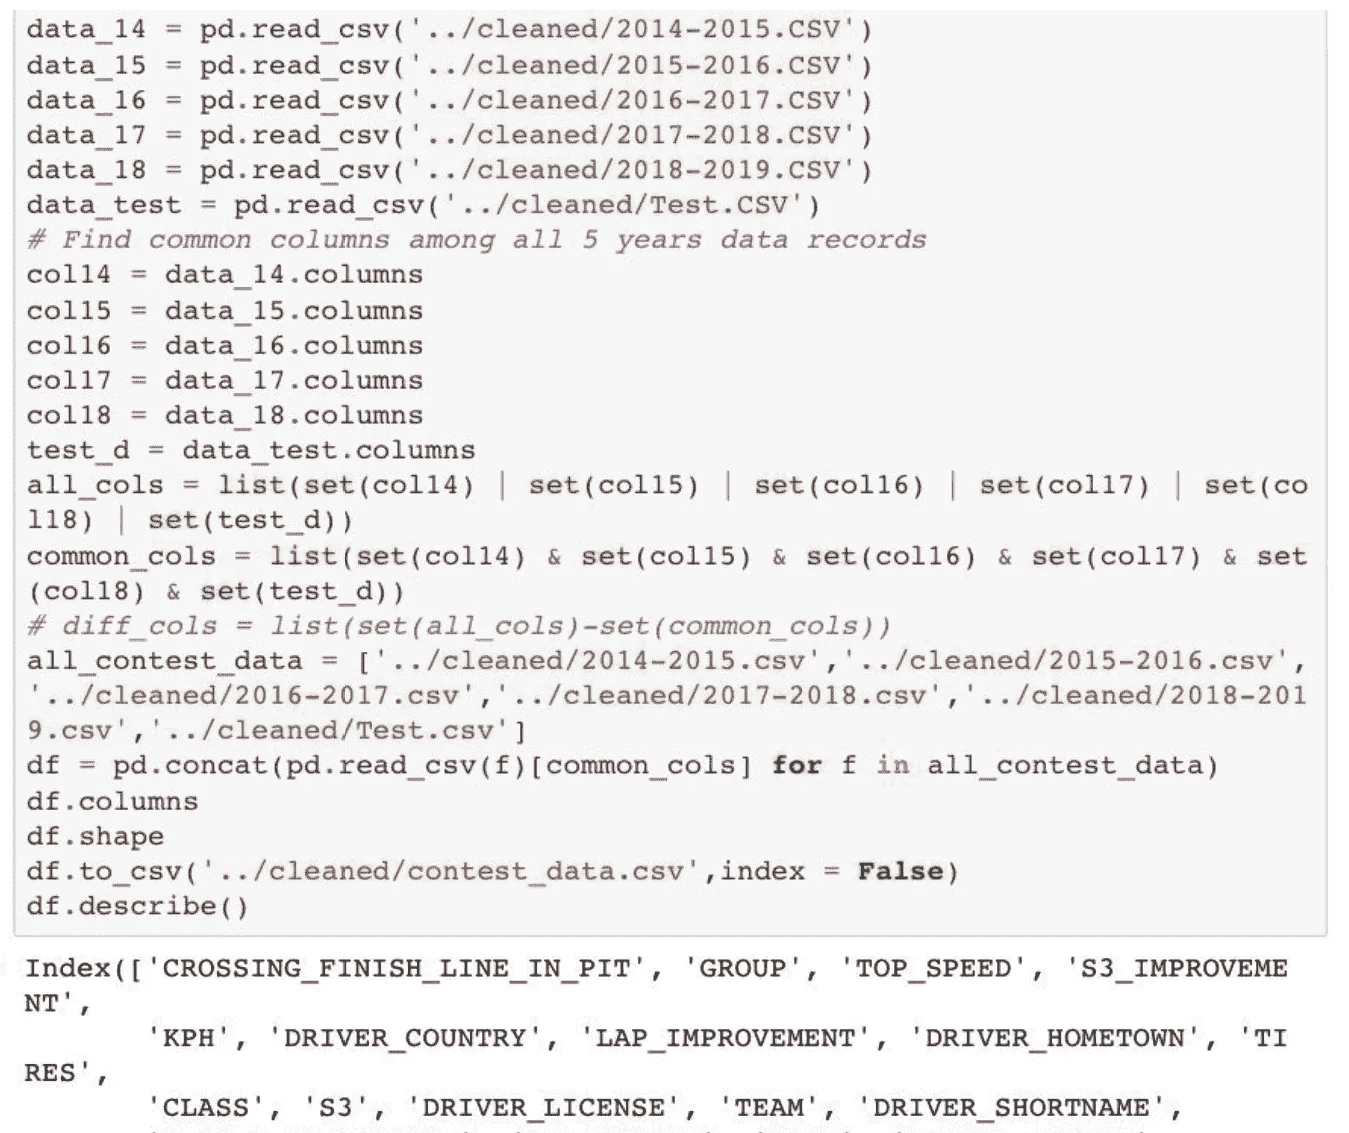 data_14 = pd.read_csv('../cleaned/2014-2015.CSV')
data_15 = pd.read_csv('../cleaned/2015-2016.CSV')
data_16 = pd.read_csv('../cleaned/2016-2017.CSV')
data_17 = pd.read_csv('../cleaned/2017-2018.CSV')
data_18 = pd.read_csv('../cleaned/2018-2019.CSV')
data_test = pd.read_csv('../cleaned/Test.CSV')
# Find common columns among all 5 years data records
col14 = data_14.columns
col15 = data_15.columns
col16 = data_16.columns
col17 = data_17.columns
col18 = data_18.columns
test_d = data_test.columns
all_cols = list(set(col14) | set(col15) | set(col16) | set(col17) | set(co
l18) | set(test_d))
common_cols = list(set(col14) & set(col15) & set(col16) & set(col17) & set
(col18) & set(test_d))
# diff_cols = list(set(all_cols)-set(common_cols))
all_contest_data = ['../cleaned/2014-2015.csv','../cleaned/2015-2016.csv',
'../cleaned/2016-2017.csv','../cleaned/2017-2018.csv','../cleaned/2018-201
9.csv','../cleaned/Test.csv']
df = pd.concat(pd.read_csv(f)[common_cols] for f in all_contest_data)
df.columns
df.shape
df.to_csv('../cleaned/contest_data.csv',index = False)
df.describe()
Index(['CROSSING_FINISH_LINE_IN_PIT', 'GROUP', 'TOP_SPEED', 'S3_IMPROVEME
NT',
'KPH', 'DRIVER_COUNTRY', 'LAP_IMPROVEMENT', 'DRIVER_HOMETOWN', 'TI
RES',
'CLASS', 'S3', 'DRIVER_LICENSE', 'TEAM', 'DRIVER_SHORTNAME',